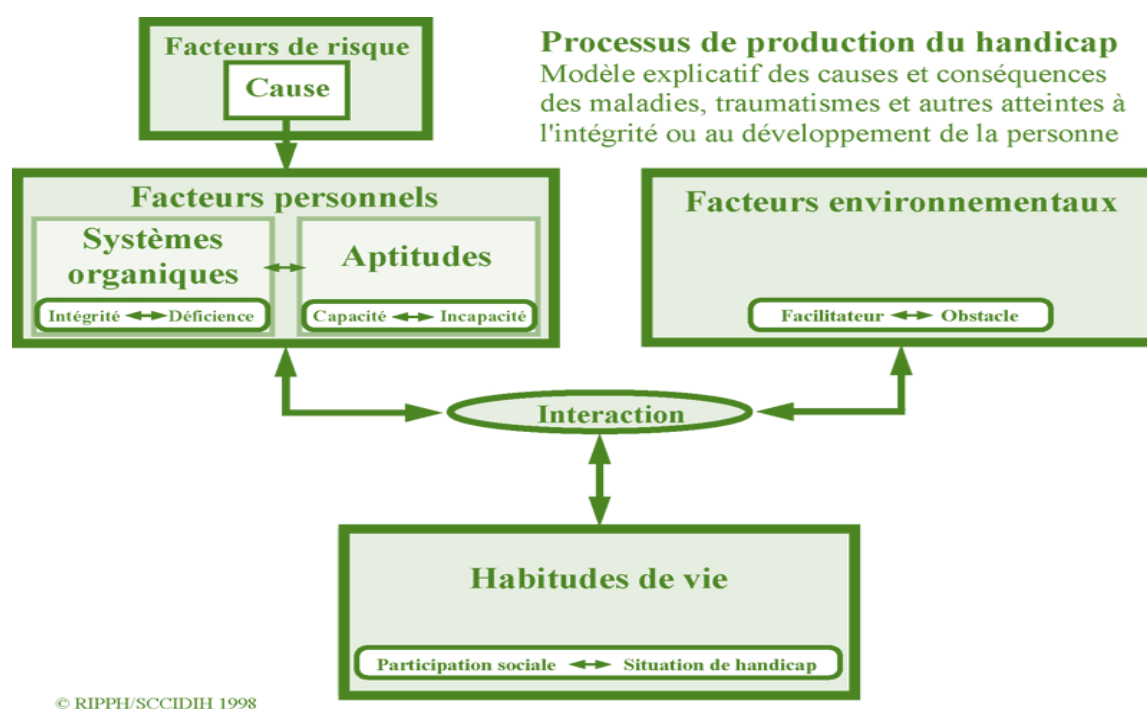 Facteurs de risque
Cause
Processus de production du handicap
Modèle explicatif des causes et conséquences
des maladies, traumatismes et autres atteintes à
l'intégrité ou au développement de la personne
Facteurs personnels
Systèmes
organiques
Intégrité Déficience
Aptitudes
Capacité Incapacité
Facteurs environnementaux
Facilitateur Obstacle
Interaction
Habitudes de vie
Participation sociale Situation de handicap
© RIPPH/SCCIDIH 1998